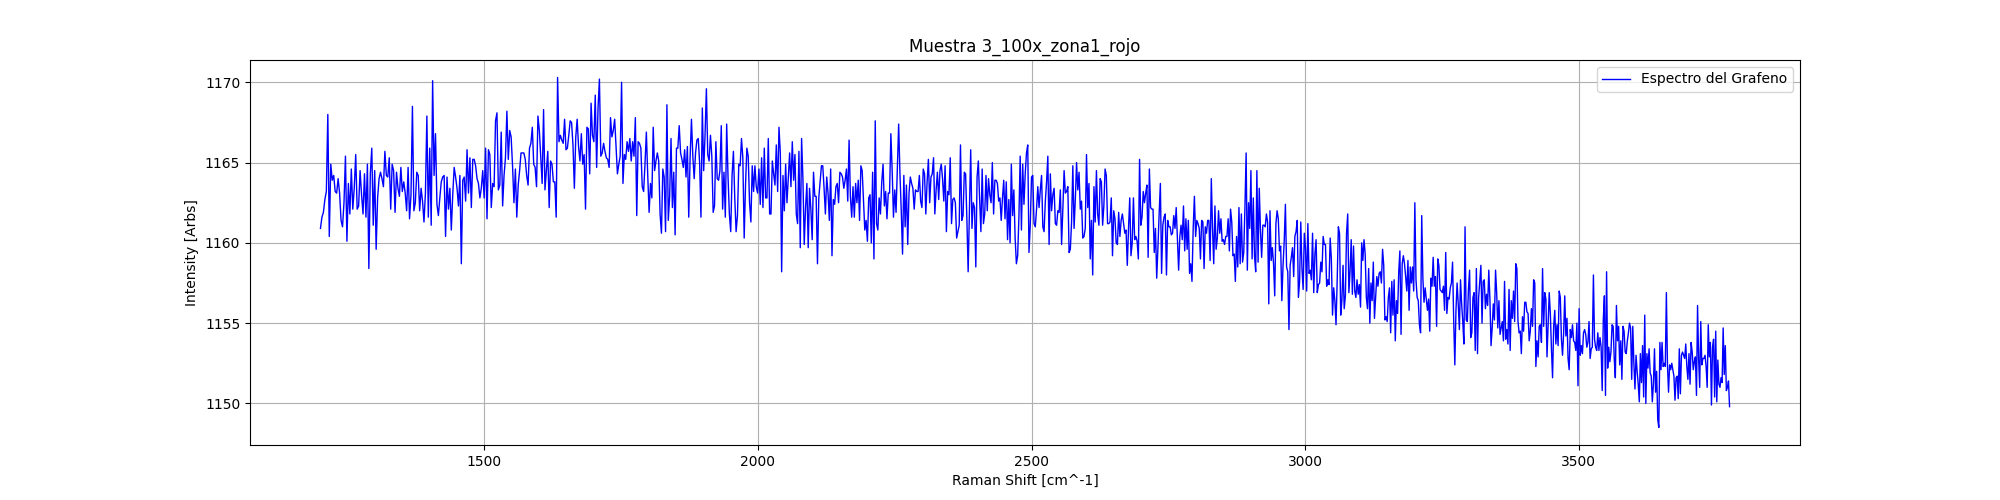 Muestra 3_100x_zona1_rojo
Espectro del Grafeno
Intensity [Arbs]
1170
1165
1160
1155
1150
1500
2000
2500
3000
3500
Raman Shift [cm^-1]